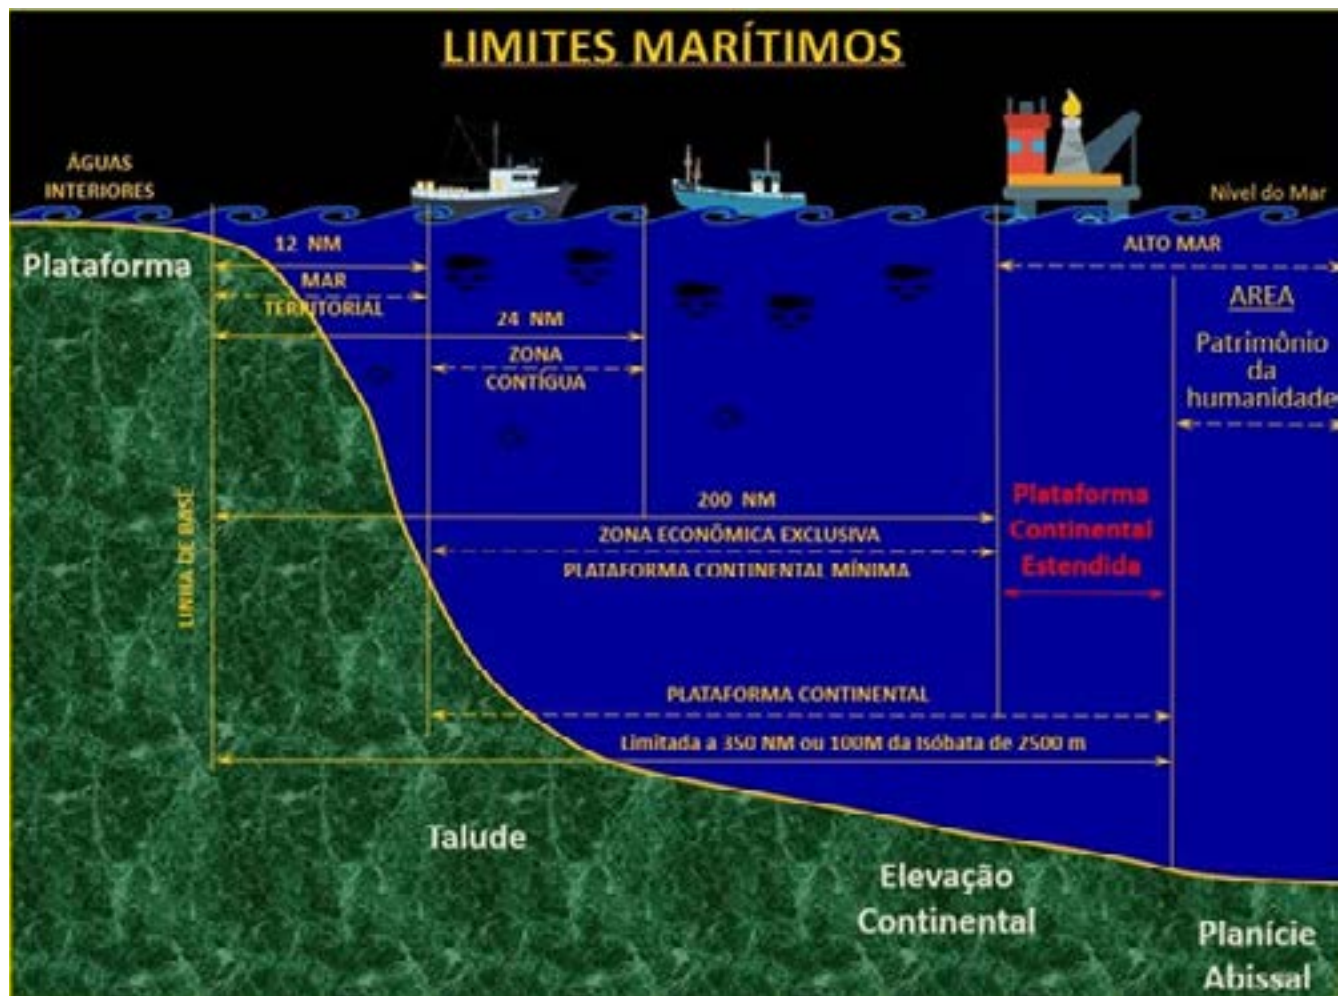 LIMITES MARÍTIMOS
ÁGUAS
INTERIORES
Nível do Mar
Plataforma
12 NM
MAR
TERRITORIAL
24 NM
ZONA
CONTÍGUA
ALTO MAR
AREA
Patrimônio
da
humanidade
LINHA DE BASE
200 NM
ZONA ECONÔMICA EXCLUSIVA
PLATAFORMA CONTINENTAL MÍNIMA
Plataforma
Continental
Estendida
PLATAFORMA CONTINENTAL
Limitada a 350 NM ou 100M da Isóbata de 2500 m
Talude
Elevação
Continental
Planície
Abissal